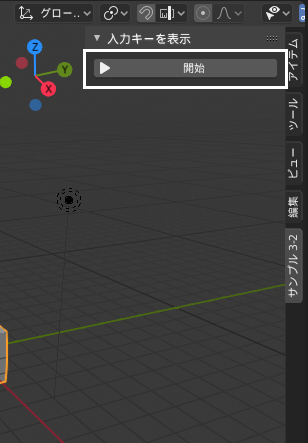 グロー..
入力キーを表示
開始
Z
Y
X
アイテム
ツール
ビュー
編集
サンプル 3-2